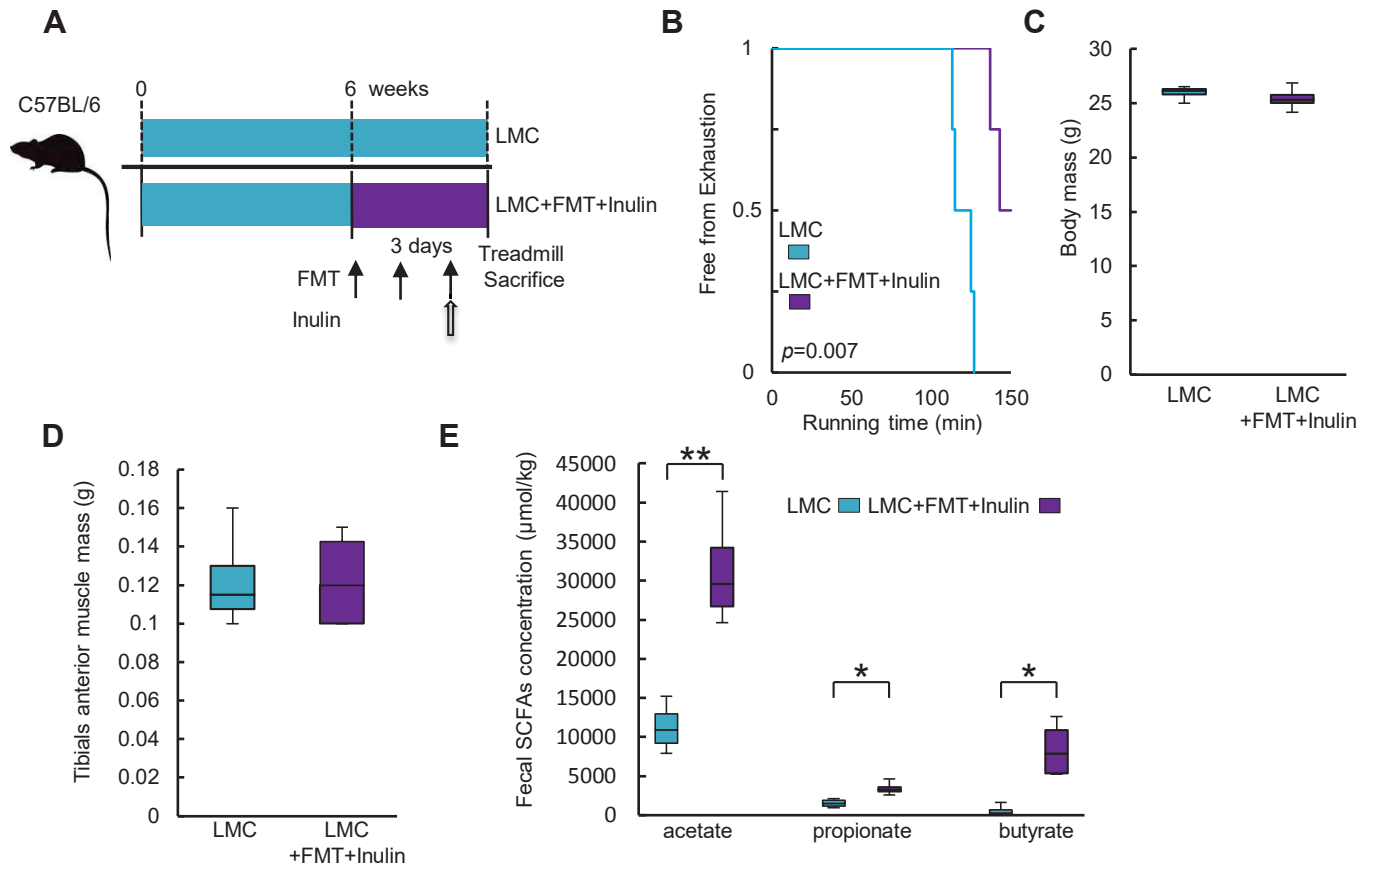 A
0
6 weeks
C57BL/6
LMC
LMC+FMT+Inulin
3 days
Treadmill
Sacrifice
FMT
Inulin
B
Free from Exhaustion
1
0.5
0
LMC
LMC+FMT+Inulin
p=0.007
0 50 100 150
Running time (min)
C
Body mass (g)
30
25
20
15
10
5
0
LMC
LMC
+FMT+Inulin
D
Tibials anterior muscle mass (g)
0.18
0.16
0.14
0.12
0.1
0.08
0.06
0.04
0.02
0
LMC
LMC
+FMT+Inulin
E
Fecal SCFAs concentration (μmol/kg)
45000
40000
35000
30000
25000
20000
15000
10000
5000
0
**
LMC LMC+FMT+Inulin
*
*
acetate propionate butyrate